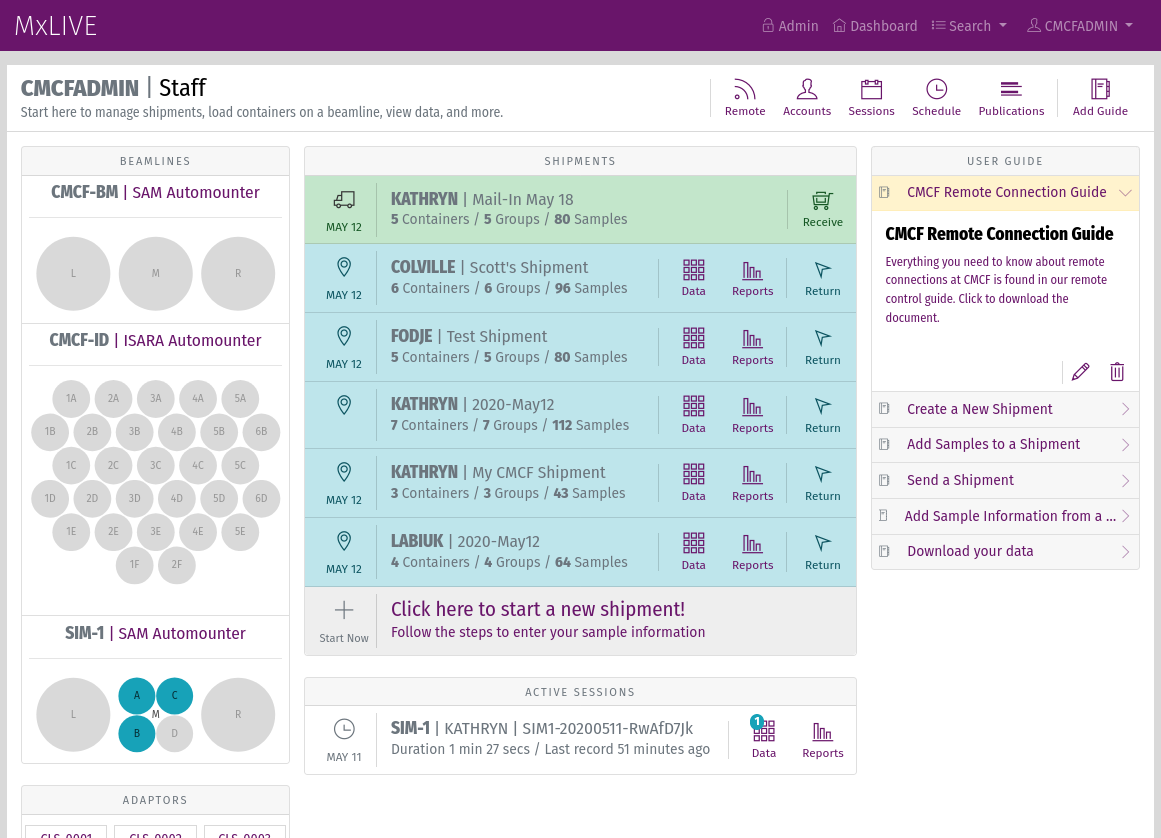 MxLIVE
Admin
Dashboard
Search
CMCFADMIN
CMCFADMIN | Staff
Start here to manage shipments, load containers on a beamline, view data, and more.
Remote
Accounts
Sessions
Schedule
Publications
Add Guide
BEAMLINES
CMCF-BM | SAM Automounter
L M R
CMCF-ID | ISARA Automounter
1A 2A 3A 4A 5A
1B 2B 3B 4B 5B 6B
1C 2C 3C 4C 5C
1D 2D 3D 4D 5D 6D
1E 2E 3E 4E 5E
1F 2F
SIM-1 | SAM Automounter
A C
L M R
B D
ADAPTORS
SHIPMENTS
KATHRYN | Mail-In May 18
5 Containers / 5 Groups / 80 Samples
MAY 12
Receive
COLVILLE | Scott's Shipment
6 Containers / 6 Groups / 96 Samples
MAY 12
Data
Reports
Return
FODJE | Test Shipment
5 Containers / 5 Groups / 80 Samples
MAY 12
Data
Reports
Return
KATHRYN | 2020-May12
7 Containers / 7 Groups / 112 Samples
Data
Reports
Return
KATHRYN | My CMCF Shipment
3 Containers / 3 Groups / 43 Samples
MAY 12
Data
Reports
Return
LABIUK | 2020-May12
4 Containers / 4 Groups / 64 Samples
MAY 12
Data
Reports
Return
Click here to start a new shipment!
Follow the steps to enter your sample information
Start Now
ACTIVE SESSIONS
SIM-1 | KATHRYN | SIM1-20200511-RwAfD7Jk
Duration 1 min 27 secs / Last record 51 minutes ago
MAY 11
1
Data
Reports
USER GUIDE
CMCF Remote Connection Guide
CMCF Remote Connection Guide
Everything you need to know about remote
connections at CMCF is found in our remote
control guide. Click to download the
document.
Create a New Shipment
Add Samples to a Shipment
Send a Shipment
Add Sample Information from a ...
Download your data